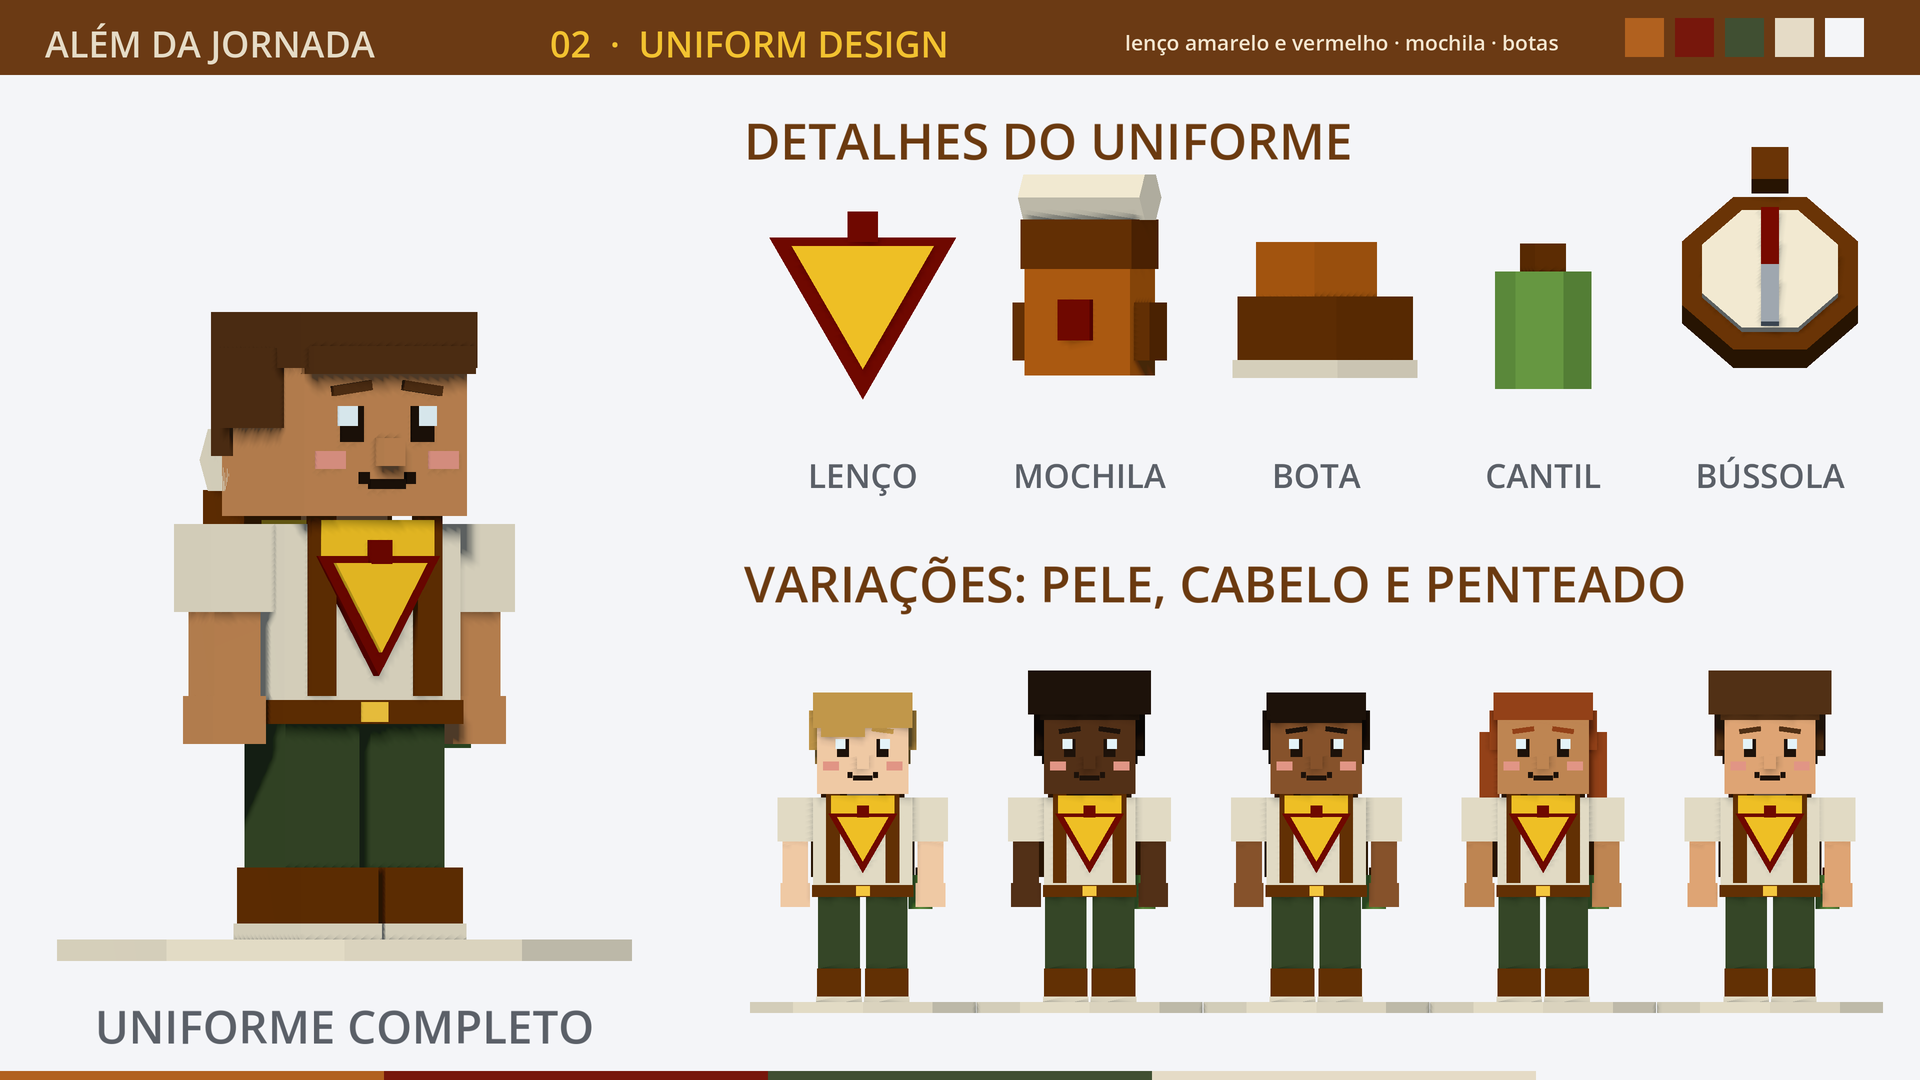 ALÉM DA JORNADA
02 · UNIFORM DESIGN
lenço amarelo e vermelho · mochila · botas
DETALHES DO UNIFORME
LENÇO
MOCHILA
BOTA
CANTIL
BÚSSOLA
VARIAÇÕES: PELE, CABELO E PENTEADO
UNIFORME COMPLETO